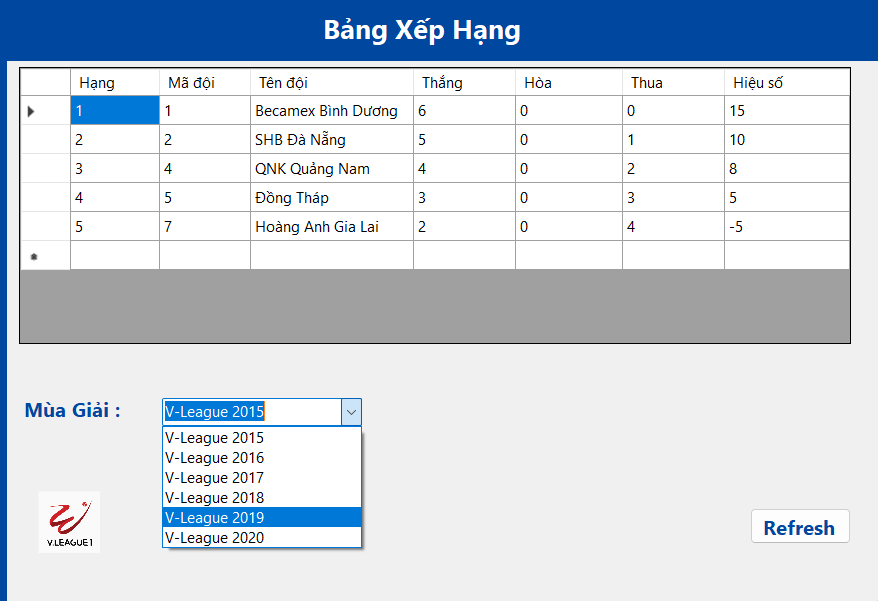 Bảng Xếp Hạng
Hạng Mã đội Tên đội Thắng Hòa Thua Hiệu số
1 1 Becamex Bình Dương 6 0 0 15
2 2 SHB Đà Nẵng 5 0 1 10
3 4 QNK Quảng Nam 4 0 2 8
4 5 Đồng Tháp 3 0 3 5
5 7 Hoàng Anh Gia Lai 2 0 4 -5
Mùa Giải : V-League 2015
V-League 2015
V-League 2016
V-League 2017
V-League 2018
V-League 2019
V-League 2020
V.LEAGUE 1
Refresh